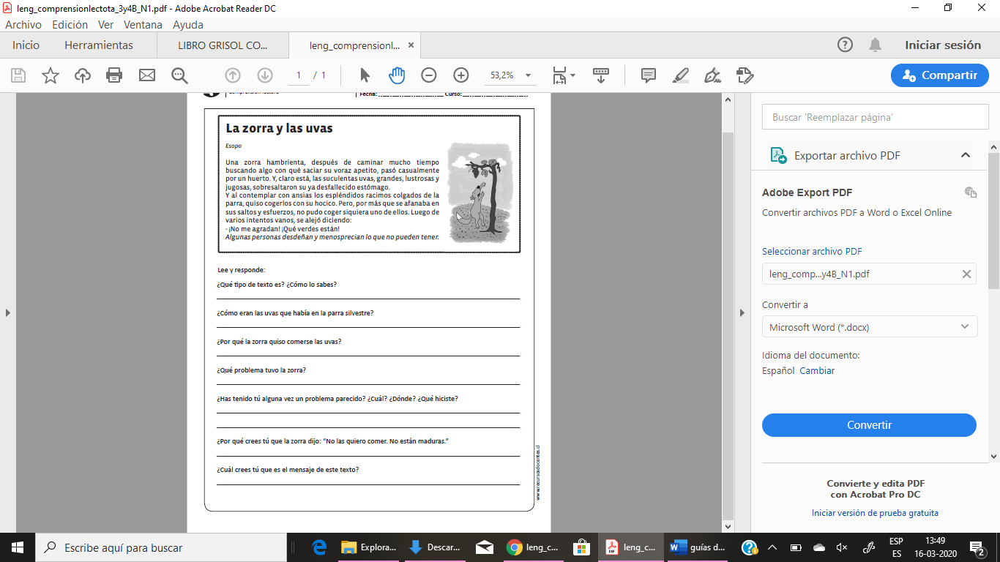 leng_comprensionlectota_3y4B_N1.pdf - Adobe Acrobat Reader DC
Archivo Edición Ver Ventana Ayuda
Inicio Herramientas LIBRO GRISOL CO... leng_comprensionl... Iniciar sesión
1 / 1 53,2% Compartir
Fecha: Curso:
La zorra y las uvas
Esopo
Una zorra hambrienta, después de caminar mucho tiempo
buscando algo con qué saciar su voraz apetito, pasó casualmente
por un huerto. Y, claro está, las suculentas uvas, grandes, lustrosas y
jugosas, sobresaltaron su ya desfallecido estómago.
Y al contemplar con ansias los espléndidos racimos colgados de la
parra, quiso cogerlos con su hocico. Pero, por más que se afanaba en
sus saltos y esfuerzos, no pudo coger siquiera uno de ellos. Luego de
varios intentos vanos, se alejó diciendo:
- ¡No me agradan! ¡Qué verdes están!
Algunas personas desdeñan y menosprecian lo que no pueden tener.
Lee y responde:
¿Qué tipo de texto es? ¿Cómo lo sabes?
¿Cómo eran las uvas que había en la parra silvestre?
¿Por qué la zorra quiso comerse las uvas?
¿Qué problema tuvo la zorra?
¿Has tenido tú alguna vez un problema parecido? ¿Cuál? ¿Dónde? ¿Qué hiciste?
¿Por qué crees tú que la zorra dijo: “No las quiero comer. No están maduras.”
¿Cuál crees tú que es el mensaje de este texto?
www.recursosdocentes.cl
Buscar 'Reemplazar página'
Exportar archivo PDF
Adobe Export PDF
Convertir archivos PDF a Word o Excel Online
Seleccionar archivo PDF
leng_comp...y4B_N1.pdf
Convertir a
Microsoft Word (*.docx)
Idioma del documento:
Español Cambiar
Convertir
Convierte y edita PDF
con Acrobat Pro DC
Iniciar versión de prueba gratuita
Escribe aquí para buscar
Explora...
Descar...
leng_c...
leng_c...
guías d...
ESP
ES
13:49
16-03-2020
2